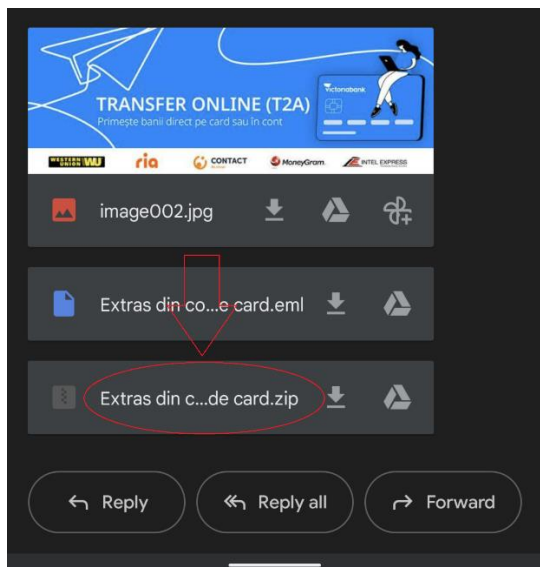 Victoriabank
TRANSFER ONLINE (T2A)
Primește banii direct pe card sau în cont
WESTERN UNION WU
ria
CONTACT
MoneyGram
INTEL EXPRESS
image002.jpg
Extras din co...e card.eml
Extras din c...de card.zip
Reply
Reply all
Forward